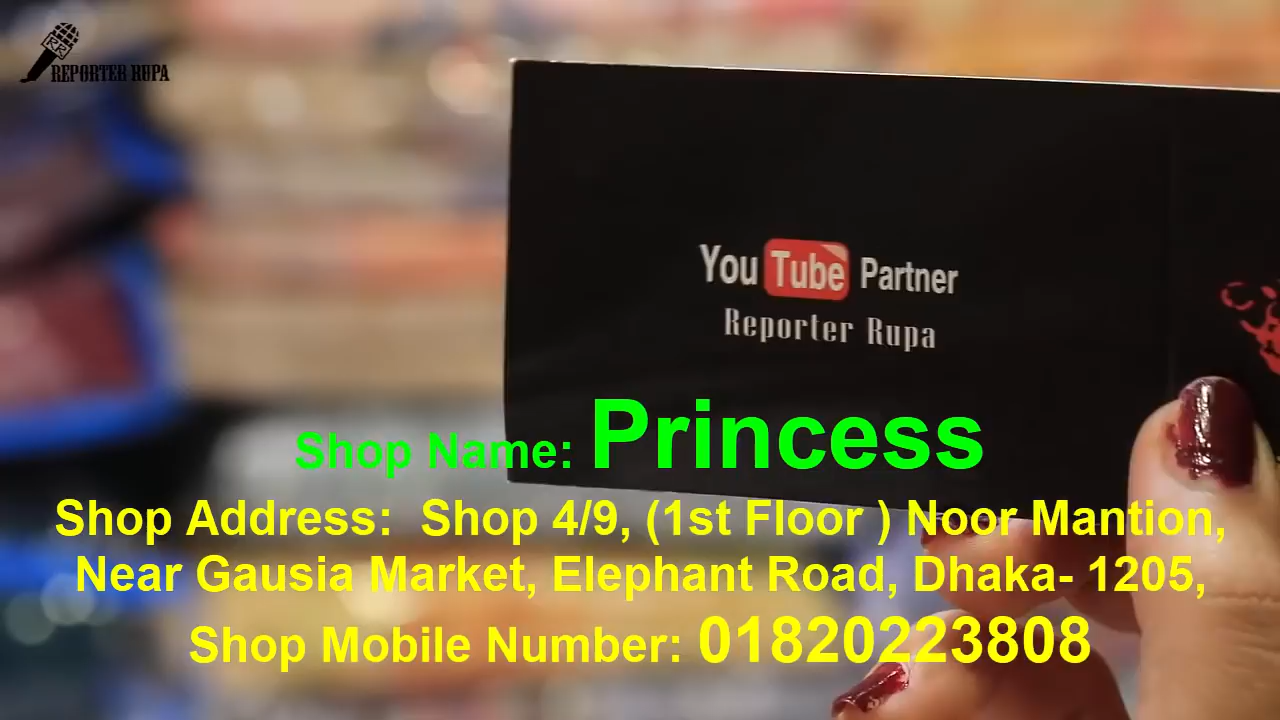 REPORTER RUPA
YouTube Partner
Reporter Rupa
Shop Name: Princess
Shop Address: Shop 4/9, (1st Floor ) Noor Mantion,
Near Gausia Market, Elephant Road, Dhaka- 1205,
Shop Mobile Number: 01820223808